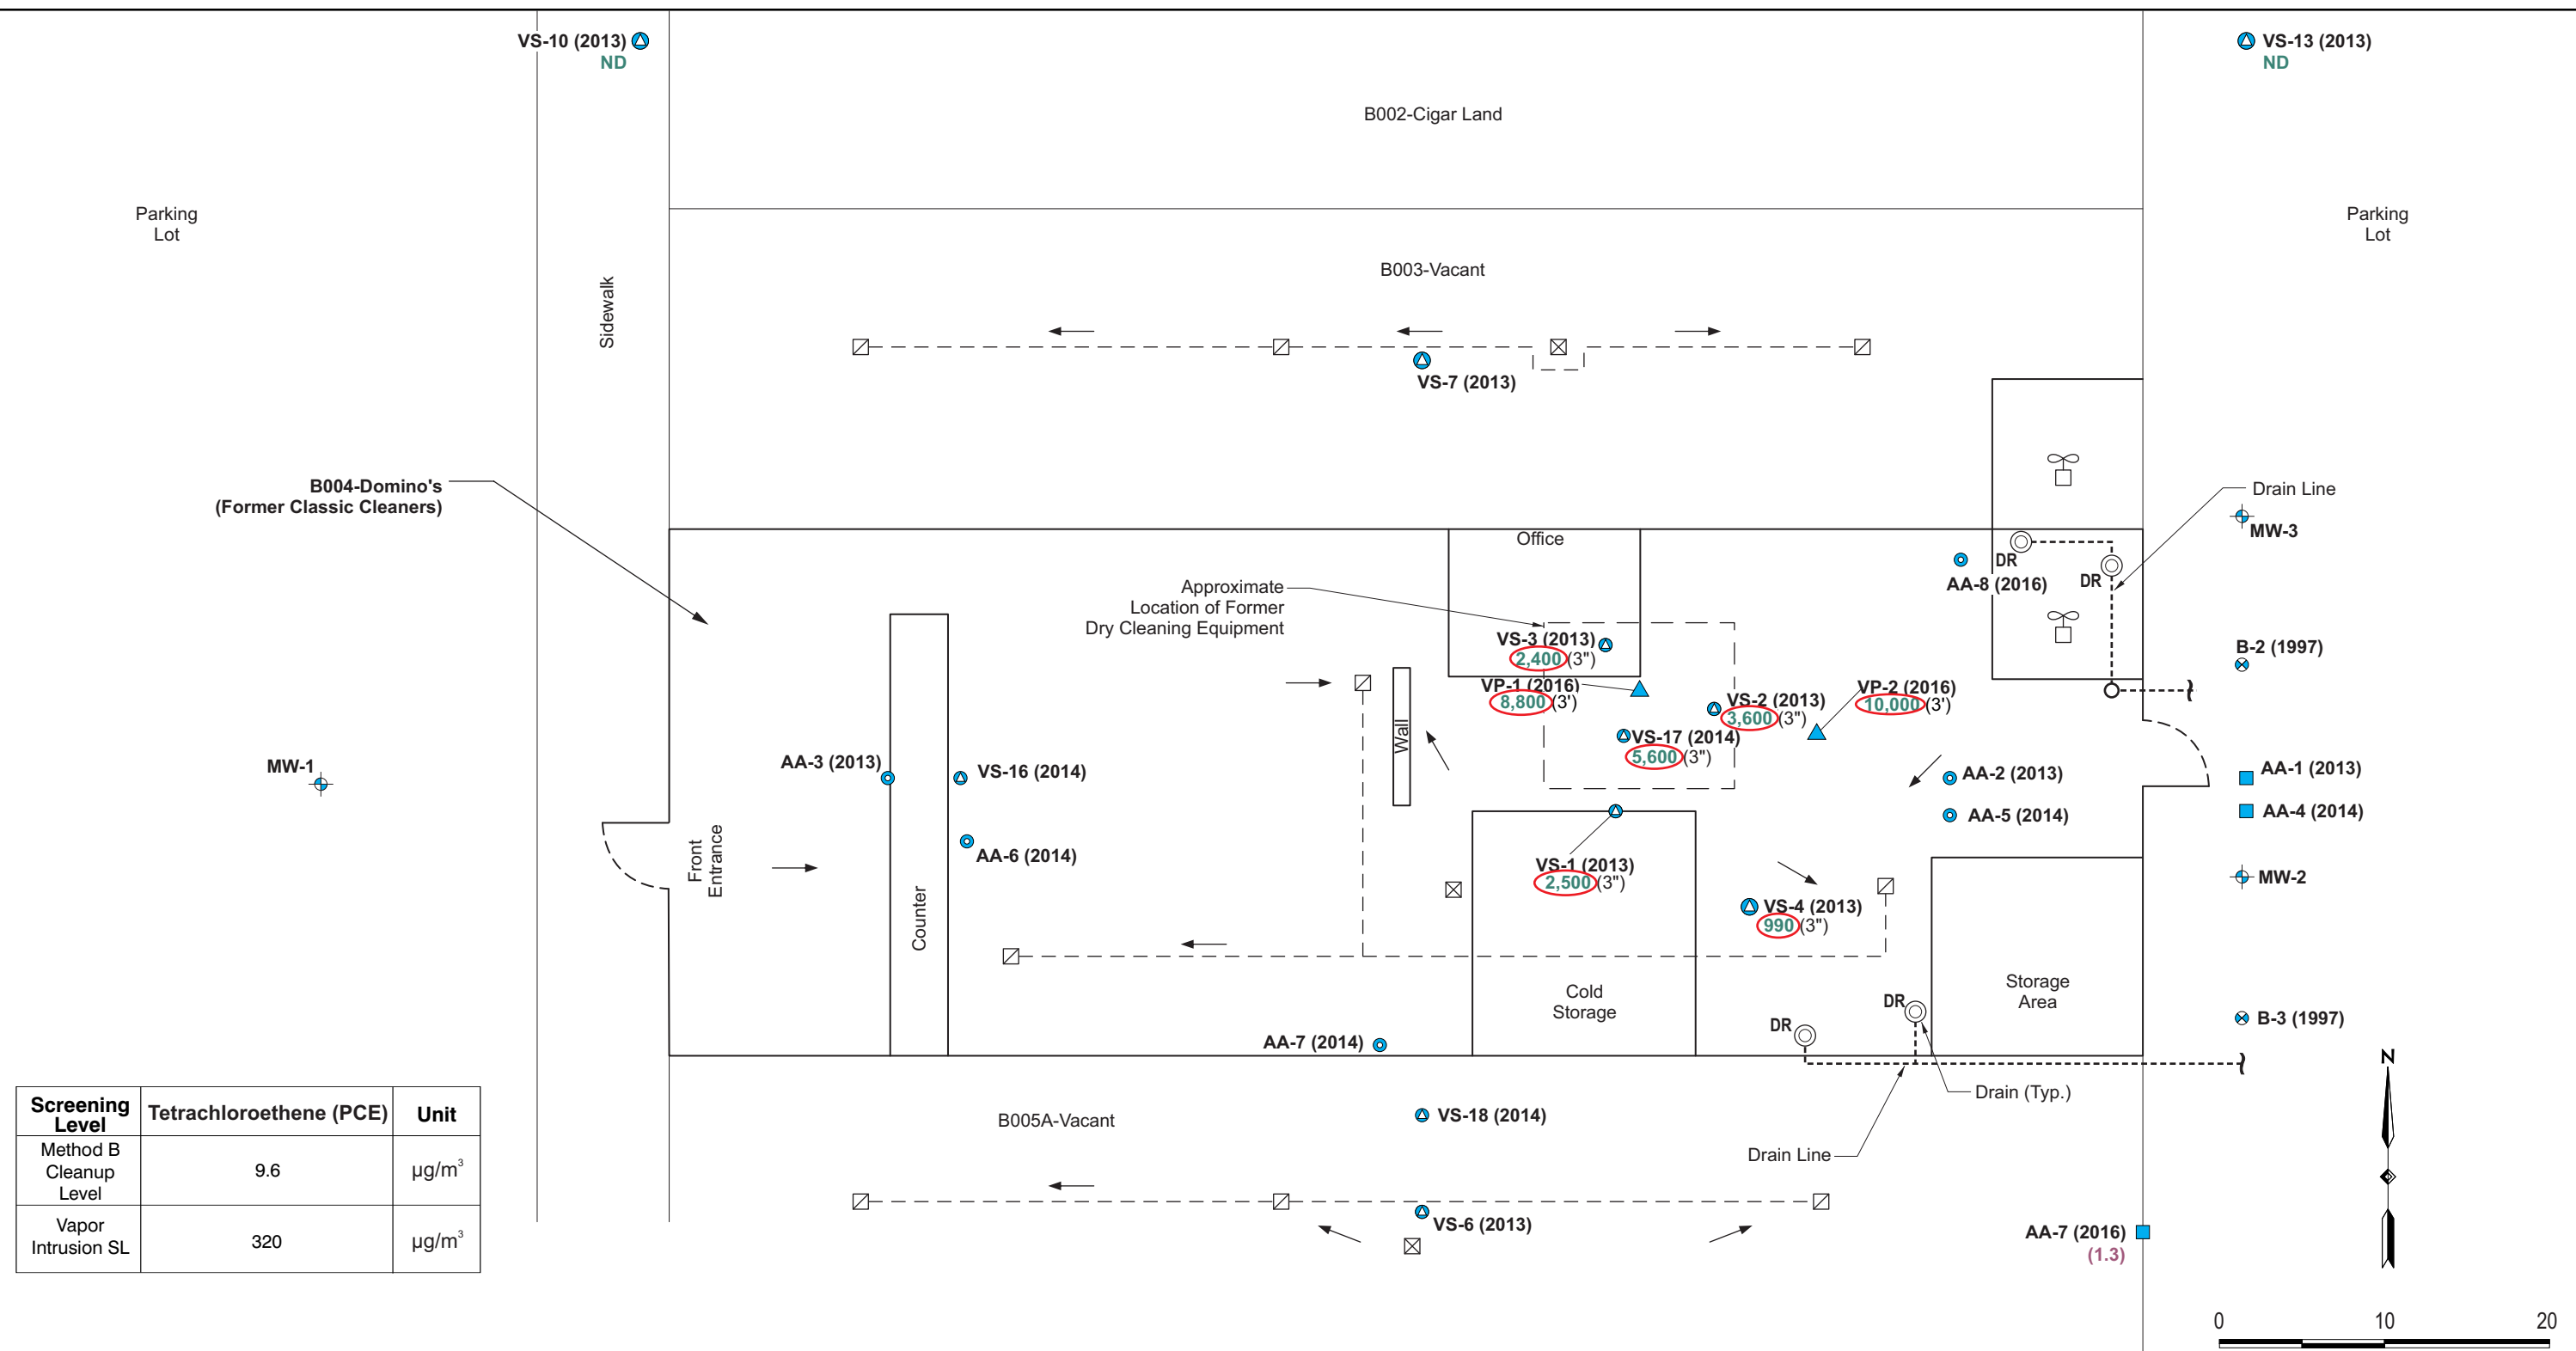 VS-10 (2013)
ND
VS-13 (2013)
ND
B002-Cigar Land
Parking
Lot
Parking
Lot
B003-Vacant
Sidewalk
VS-7 (2013)
B004-Domino's
(Former Classic Cleaners)
Drain Line
MW-3
Office
DR
AA-8 (2016)
DR
Approximate
Location of Former
Dry Cleaning Equipment
VS-3 (2013)
2,400 (3")
B-2 (1997)
VP-1 (2016)
8,800 (3')
VS-2 (2013)
3,600 (3")
VP-2 (2016)
10,000 (3')
Wall
VS-17 (2014)
5,600 (3")
MW-1
AA-3 (2013)
VS-16 (2014)
AA-2 (2013)
AA-1 (2013)
AA-5 (2014)
AA-4 (2014)
Front
Entrance
AA-6 (2014)
VS-1 (2013)
2,500 (3")
MW-2
Counter
VS-4 (2013)
990 (3")
Cold
Storage
Storage
Area
DR
DR
B-3 (1997)
AA-7 (2014)
N
Screening
Level
Tetrachloroethene (PCE)
Unit
Method B
Cleanup
Level
9.6
µg/m³
Vapor
Intrusion SL
320
µg/m³
Drain (Typ.)
B005A-Vacant
VS-18 (2014)
Drain Line
VS-6 (2013)
AA-7 (2016)
(1.3)
0 10 20